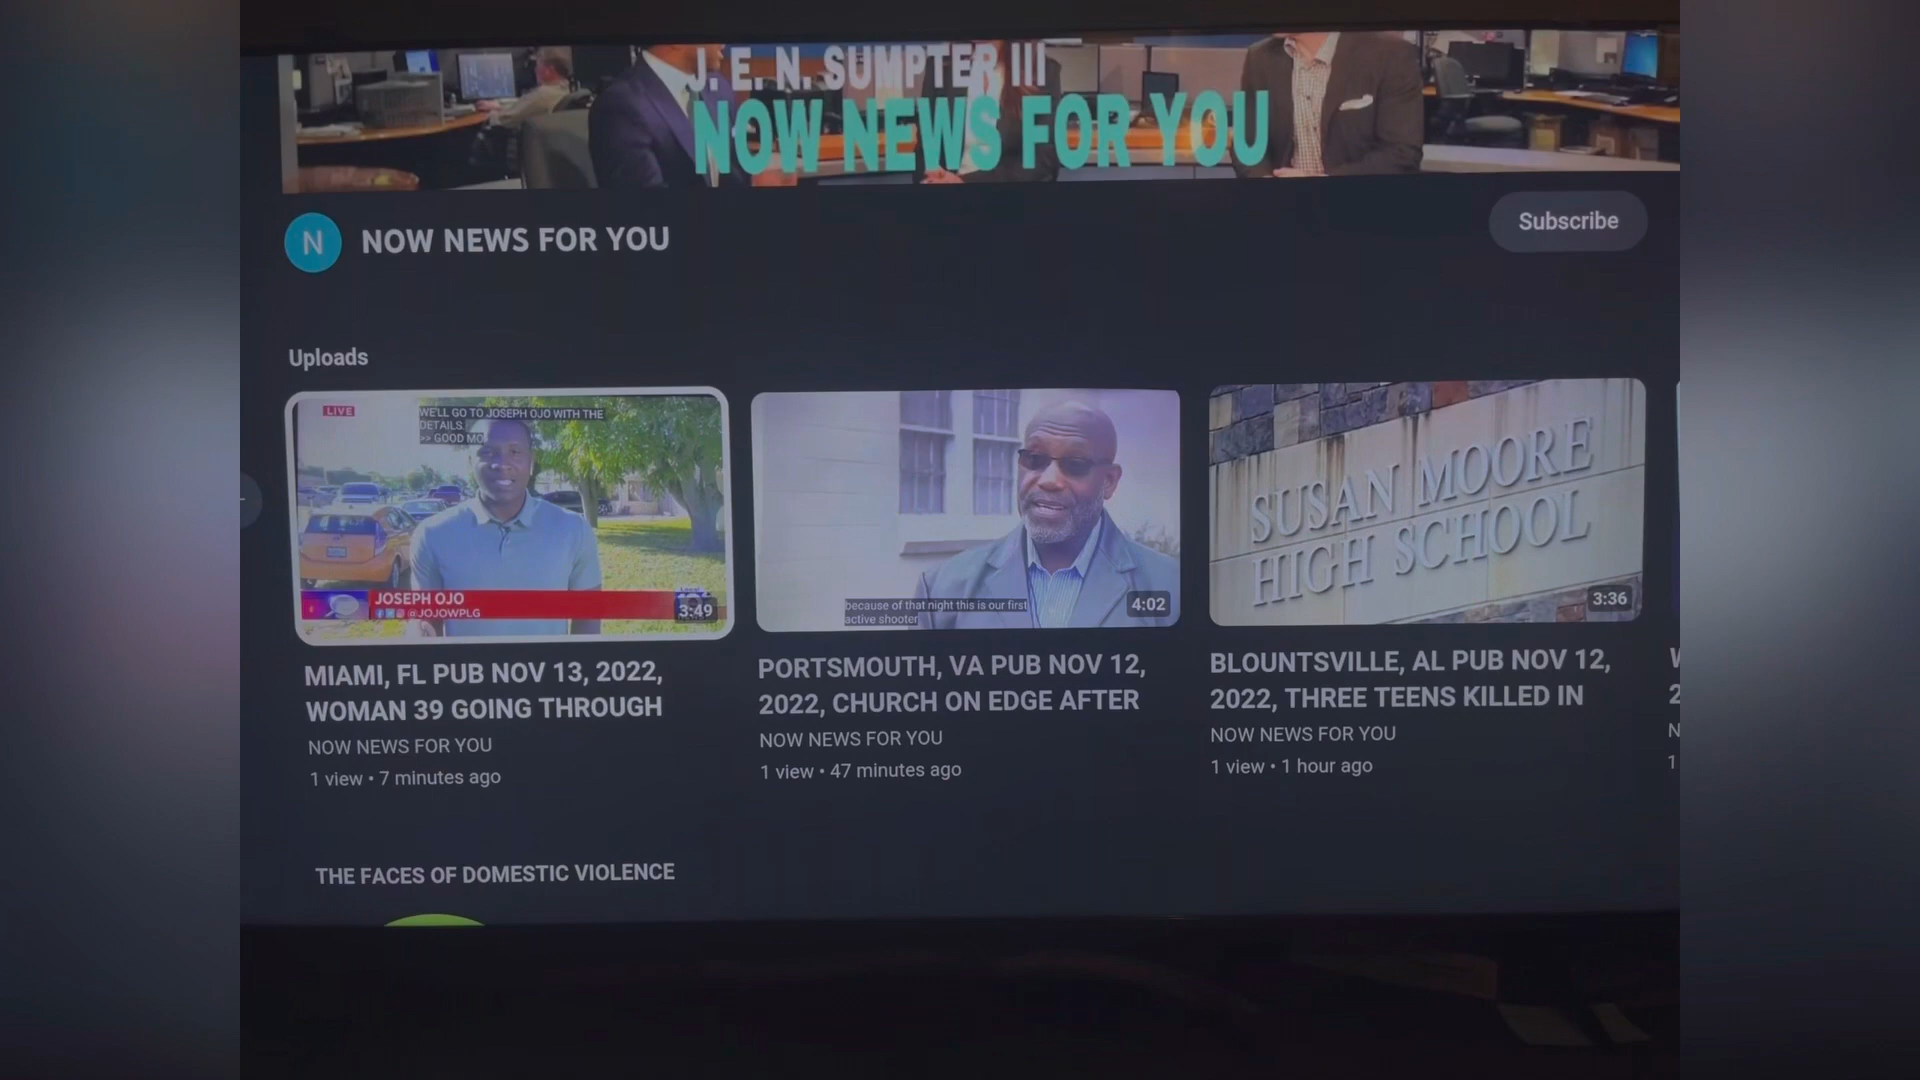 J. E. N. SUMPTER III
NOW NEWS FOR YOU
N
NOW NEWS FOR YOU
Subscribe
Uploads
LIVE
WE'LL GO TO JOSEPH OJO WITH THE
DETAILS.
>> GOOD MO
JOSEPH OJO
@JOJOWPLG
3:49
because of that night this is our first
active shooter
4:02
SUSAN MOORE
HIGH SCHOOL
3:36
MIAMI, FL PUB NOV 13, 2022,
WOMAN 39 GOING THROUGH
NOW NEWS FOR YOU
1 view • 7 minutes ago
PORTSMOUTH, VA PUB NOV 12,
2022, CHURCH ON EDGE AFTER
NOW NEWS FOR YOU
1 view • 47 minutes ago
BLOUNTSVILLE, AL PUB NOV 12,
2022, THREE TEENS KILLED IN
NOW NEWS FOR YOU
1 view • 1 hour ago
2
N
1
THE FACES OF DOMESTIC VIOLENCE